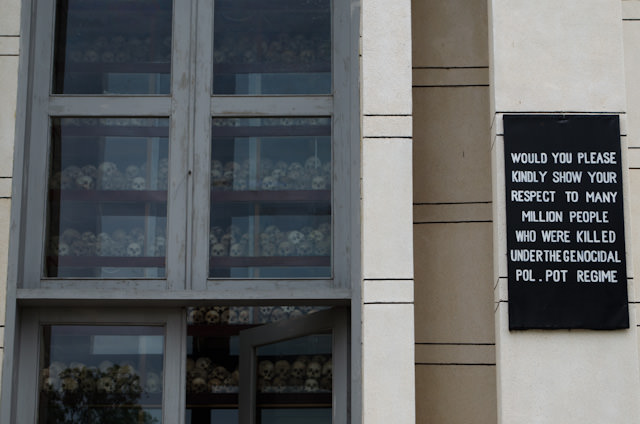 WOULD YOU PLEASE
KINDLY SHOW YOUR
RESPECT TO MANY
MILLION PEOPLE
WHO WERE KILLED
UNDER THE GENOCIDAL
POL. POT REGIME